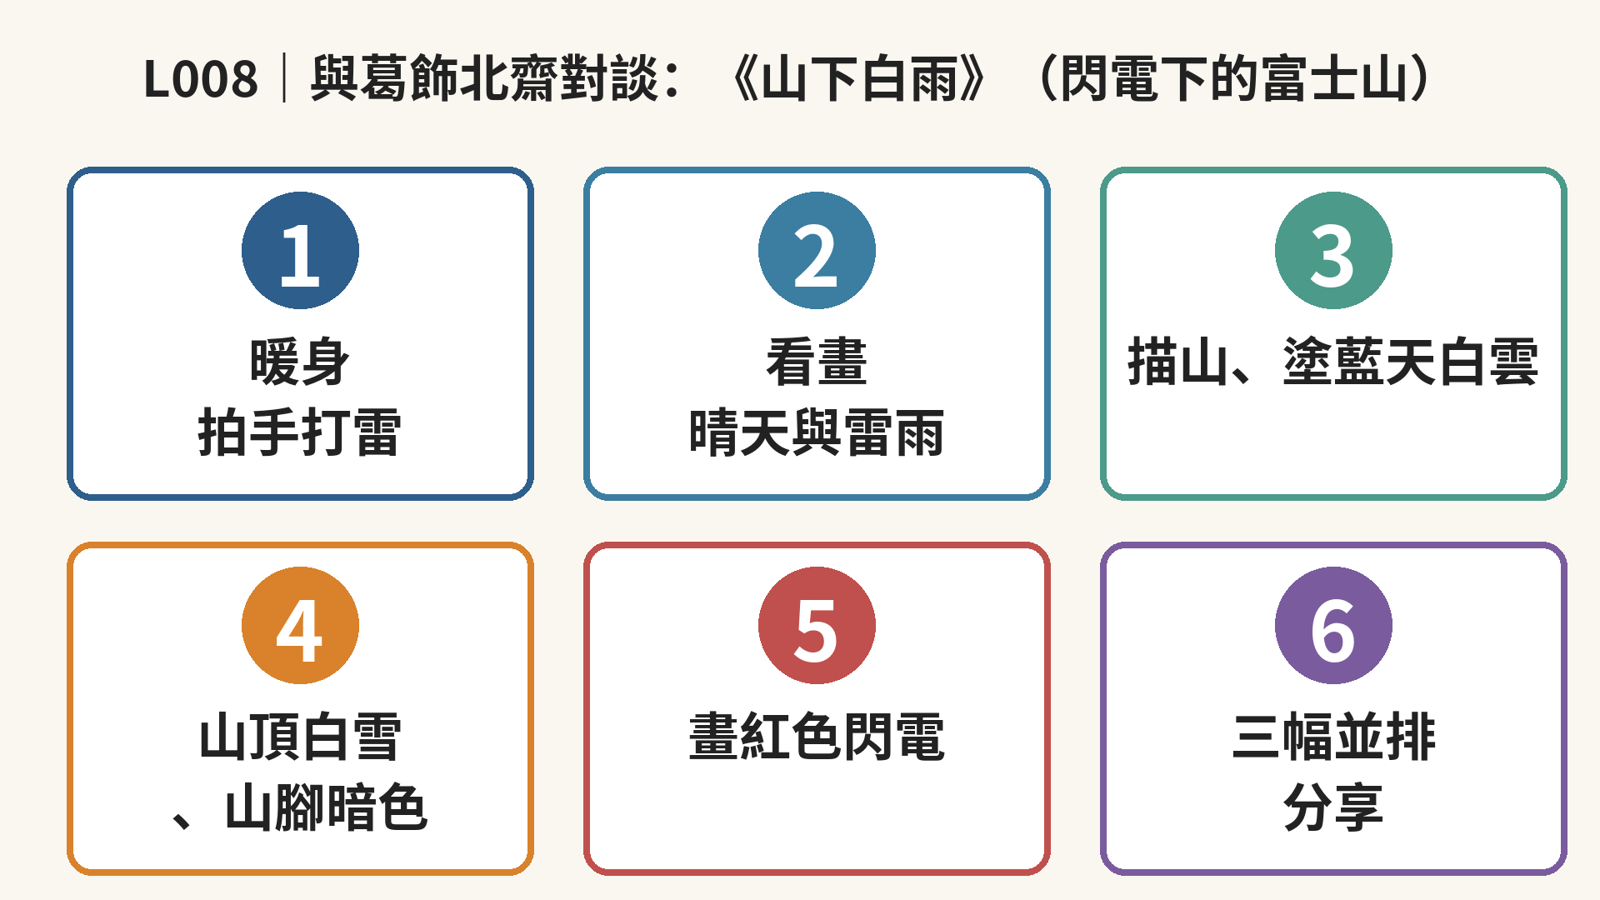 L008｜與葛飾北齋對談：《山下白雨》（閃電下的富士山）
1
暖身
拍手打雷
2
看畫
晴天與雷雨
3
描山、塗藍天白雲
4
山頂白雪
、山腳暗色
5
畫紅色閃電
6
三幅並排
分享